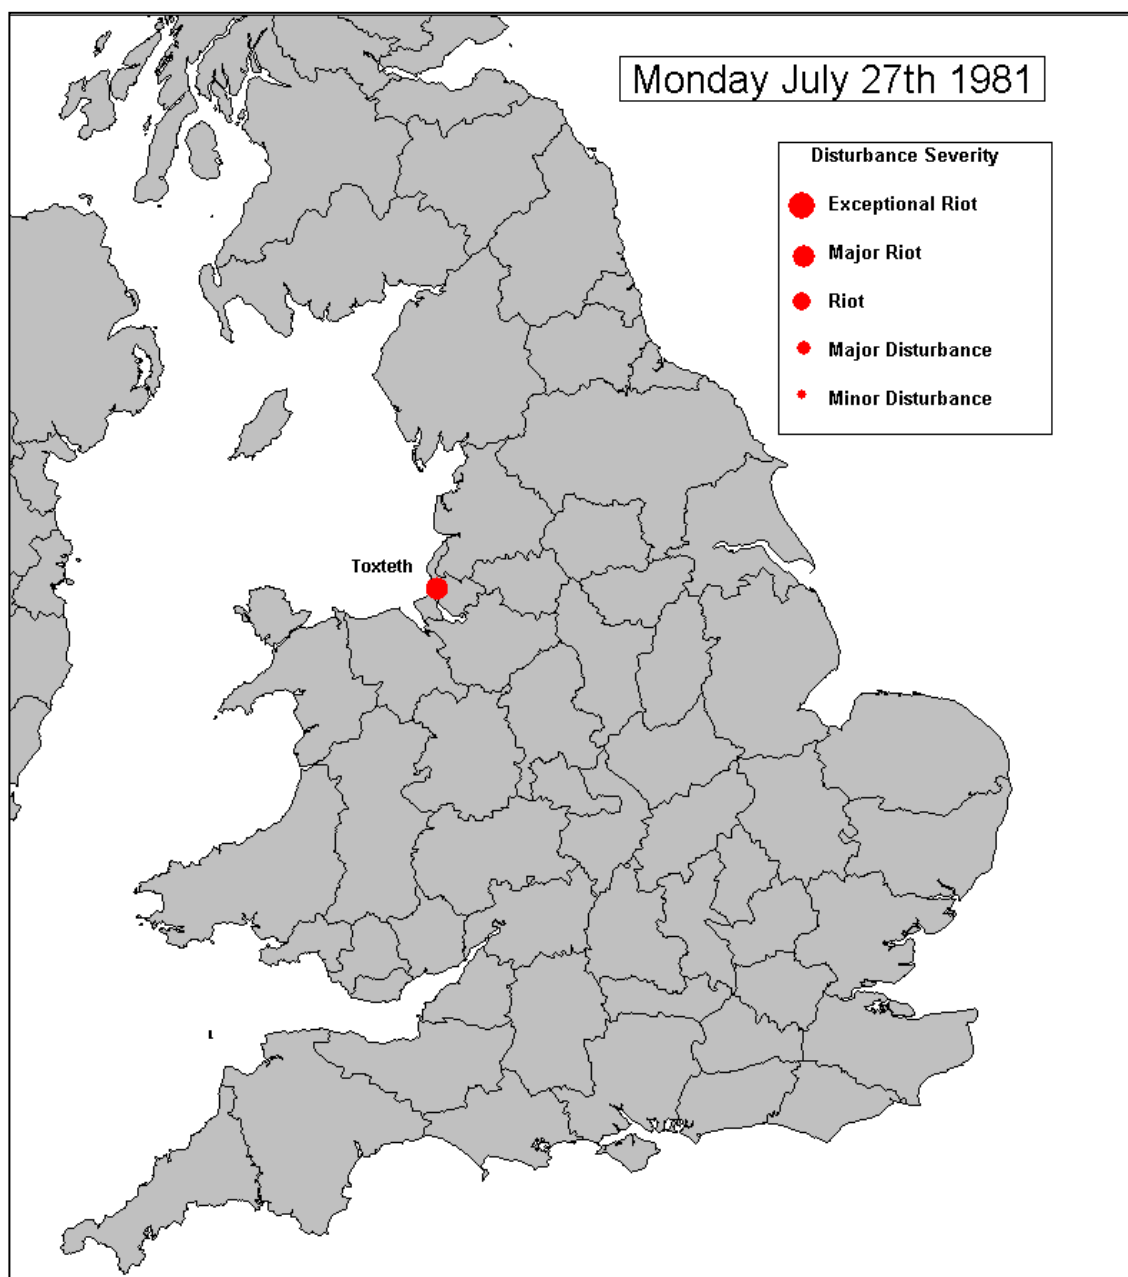 Monday July 27th 1981
Disturbance Severity
Exceptional Riot
Major Riot
Riot
Major Disturbance
Minor Disturbance
Toxteth